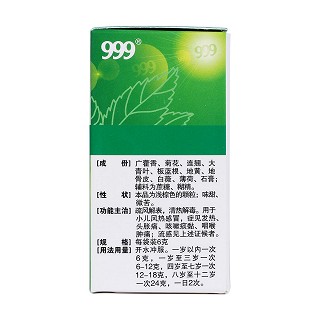 999®
999
[成 份] 广藿香、菊花、连翘、大
青叶、板蓝根、地黄、地
骨皮、白薇、薄荷、石膏；
辅料为蔗糖、糊精。
[性 状] 本品为浅棕色的颗粒；味甜、
微苦。
[功能主治] 疏风解表，清热解毒。用于
小儿风热感冒，症见发热、
头胀痛、咳嗽痰黏、咽喉
肿痛；流感见上述证候者。
[规 格] 每袋装6克
[用法用量] 开水冲服。一岁以内一次
6克，一岁至三岁一次
6-12克，四岁至七岁一次
12-18克，八岁至十二岁
一次24克，一日2次。